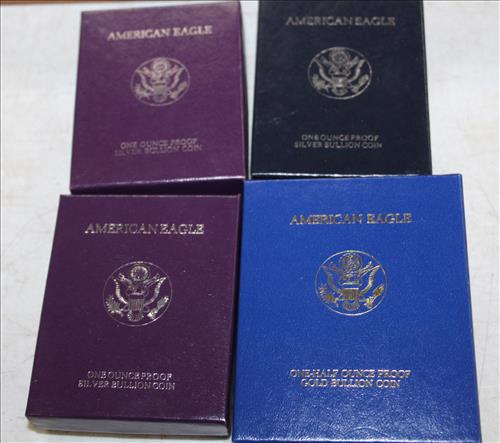 AMERICAN EAGLE
ONE OUNCE PROOF
SILVER BULLION COIN
AMERICAN EAGLE
ONE OUNCE PROOF
SILVER BULLION COIN
AMERICAN EAGLE
ONE OUNCE PROOF
SILVER BULLION COIN
AMERICAN EAGLE
ONE-HALF OUNCE PROOF
GOLD BULLION COIN